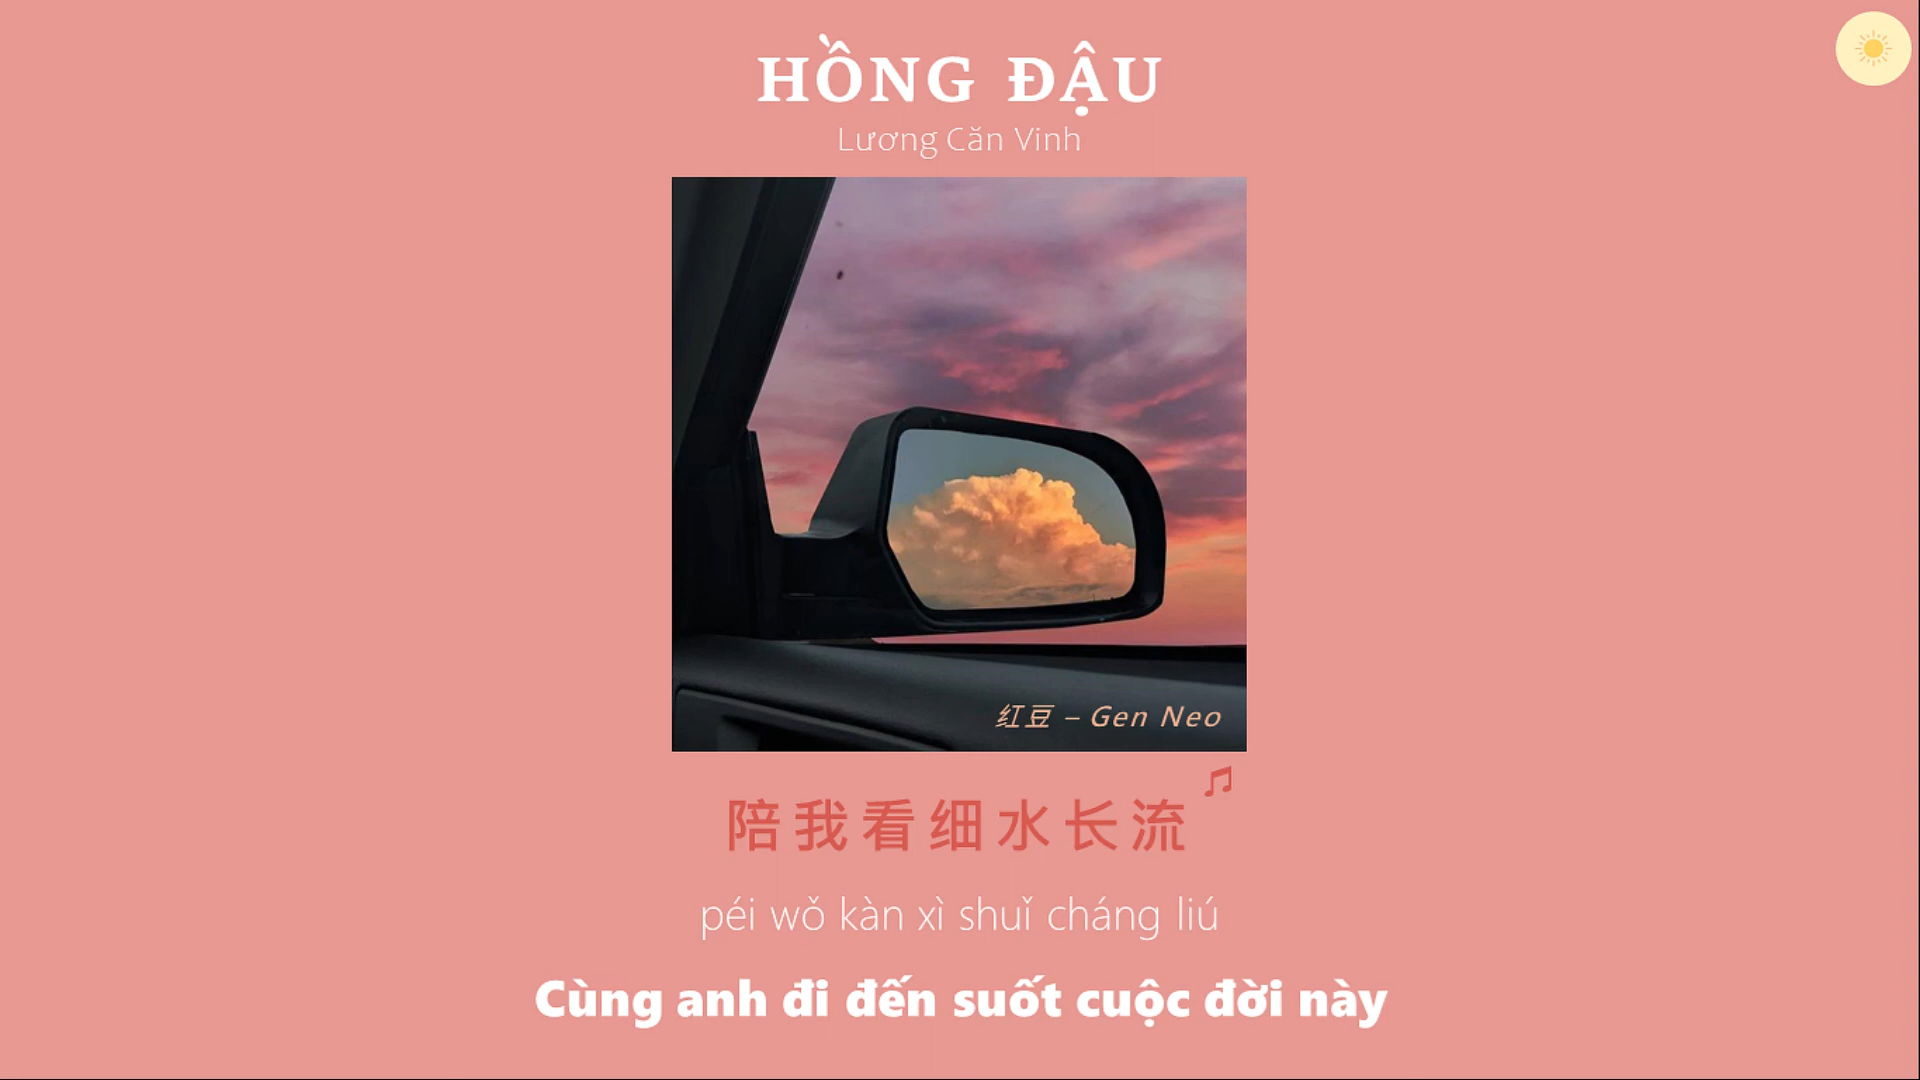 HỒNG ĐẬU
Lương Căn Vinh
红豆 – Gen Neo
陪我看细水长流
péi wǒ kàn xì shuǐ cháng liú
Cùng anh đi đến suốt cuộc đời này